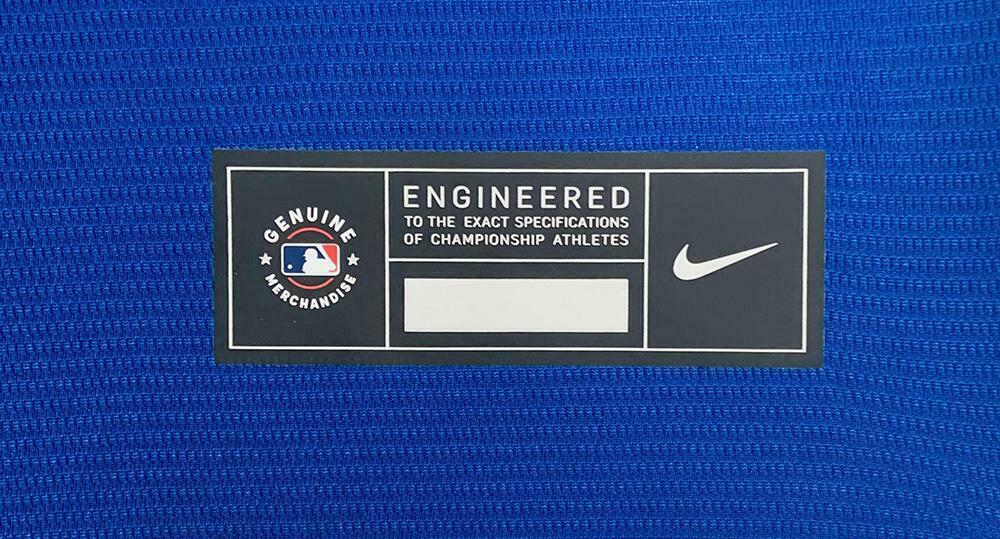 GENUINE
MERCHANDISE
ENGINEERED
TO THE EXACT SPECIFICATIONS
OF CHAMPIONSHIP ATHLETES